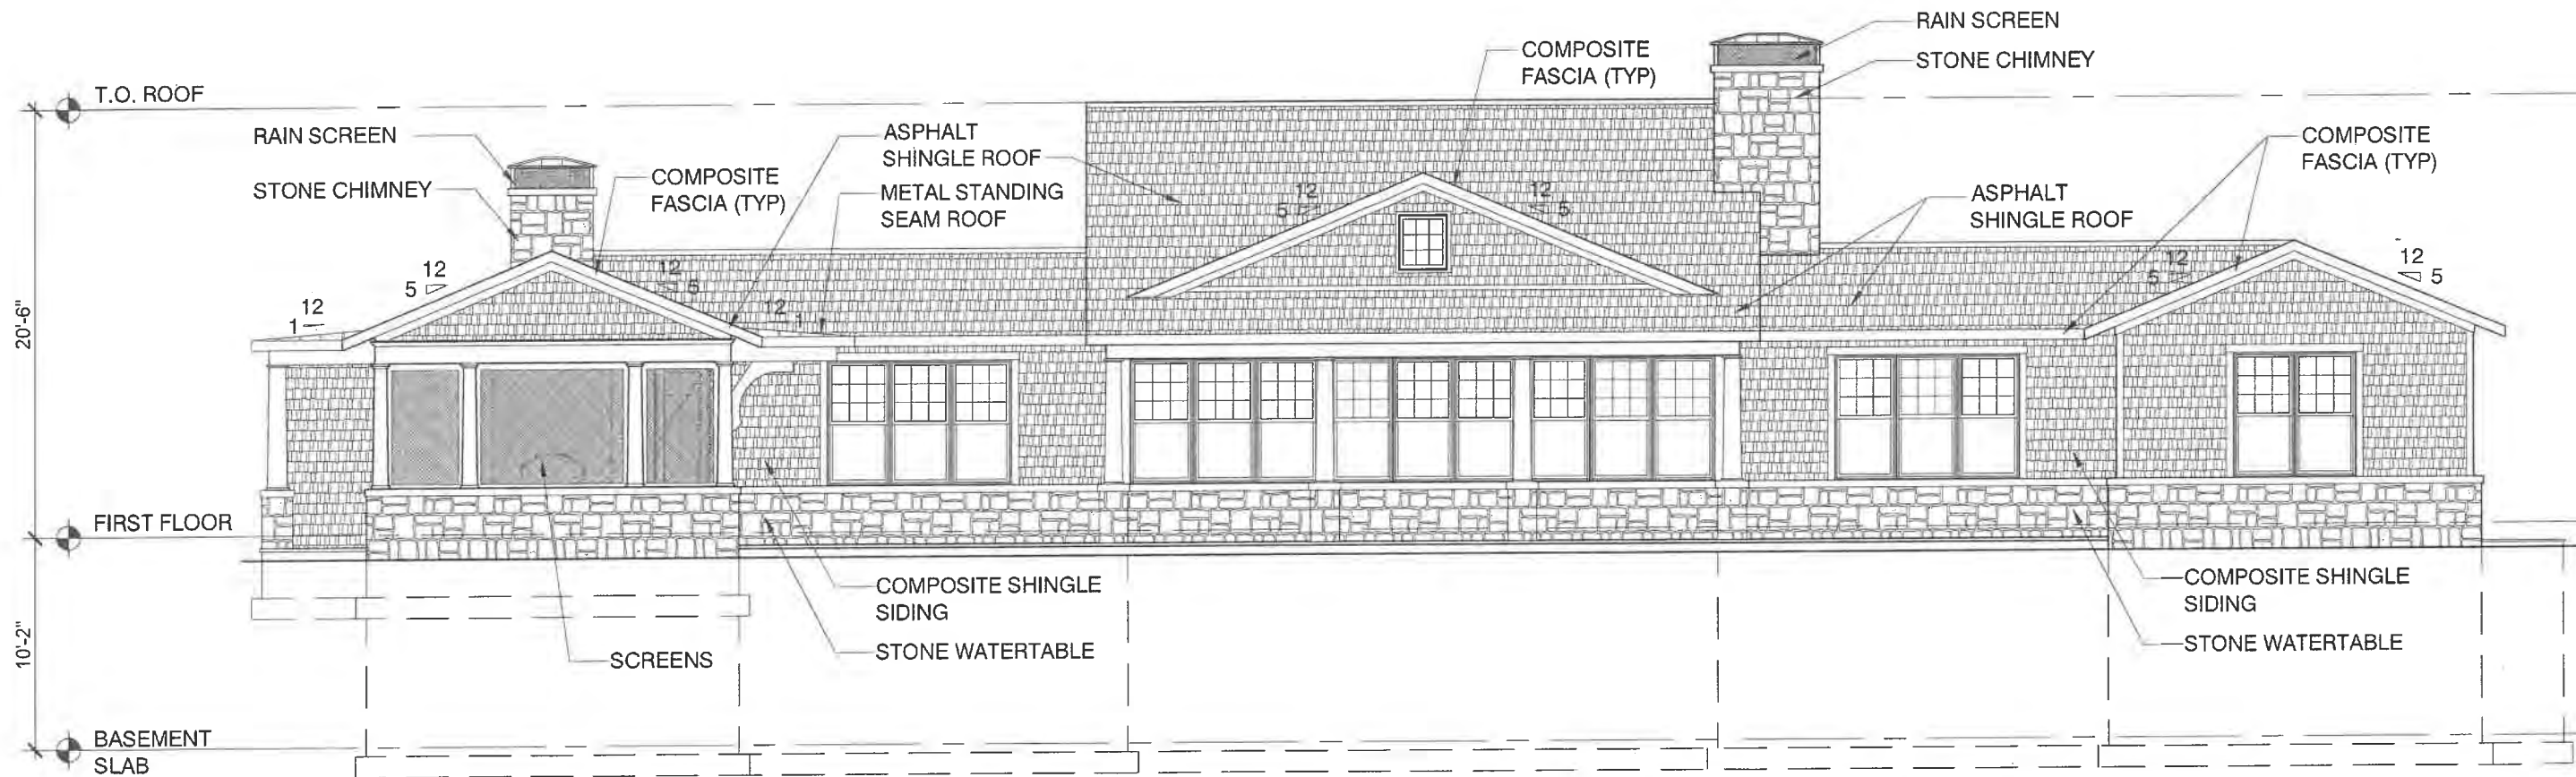 RAIN SCREEN
STONE CHIMNEY
COMPOSITE
FASCIA (TYP)
T.O. ROOF
RAIN SCREEN
STONE CHIMNEY
COMPOSITE
FASCIA (TYP)
ASPHALT
SHINGLE ROOF
METAL STANDING
SEAM ROOF
COMPOSITE
FASCIA (TYP)
ASPHALT
SHINGLE ROOF
12
5
12
5
12
5
12
5
12
5
12
5
12
1
12
1
20'-6"
FIRST FLOOR
10'-2"
COMPOSITE SHINGLE
SIDING
STONE WATERTABLE
SCREENS
COMPOSITE SHINGLE
SIDING
STONE WATERTABLE
BASEMENT
SLAB